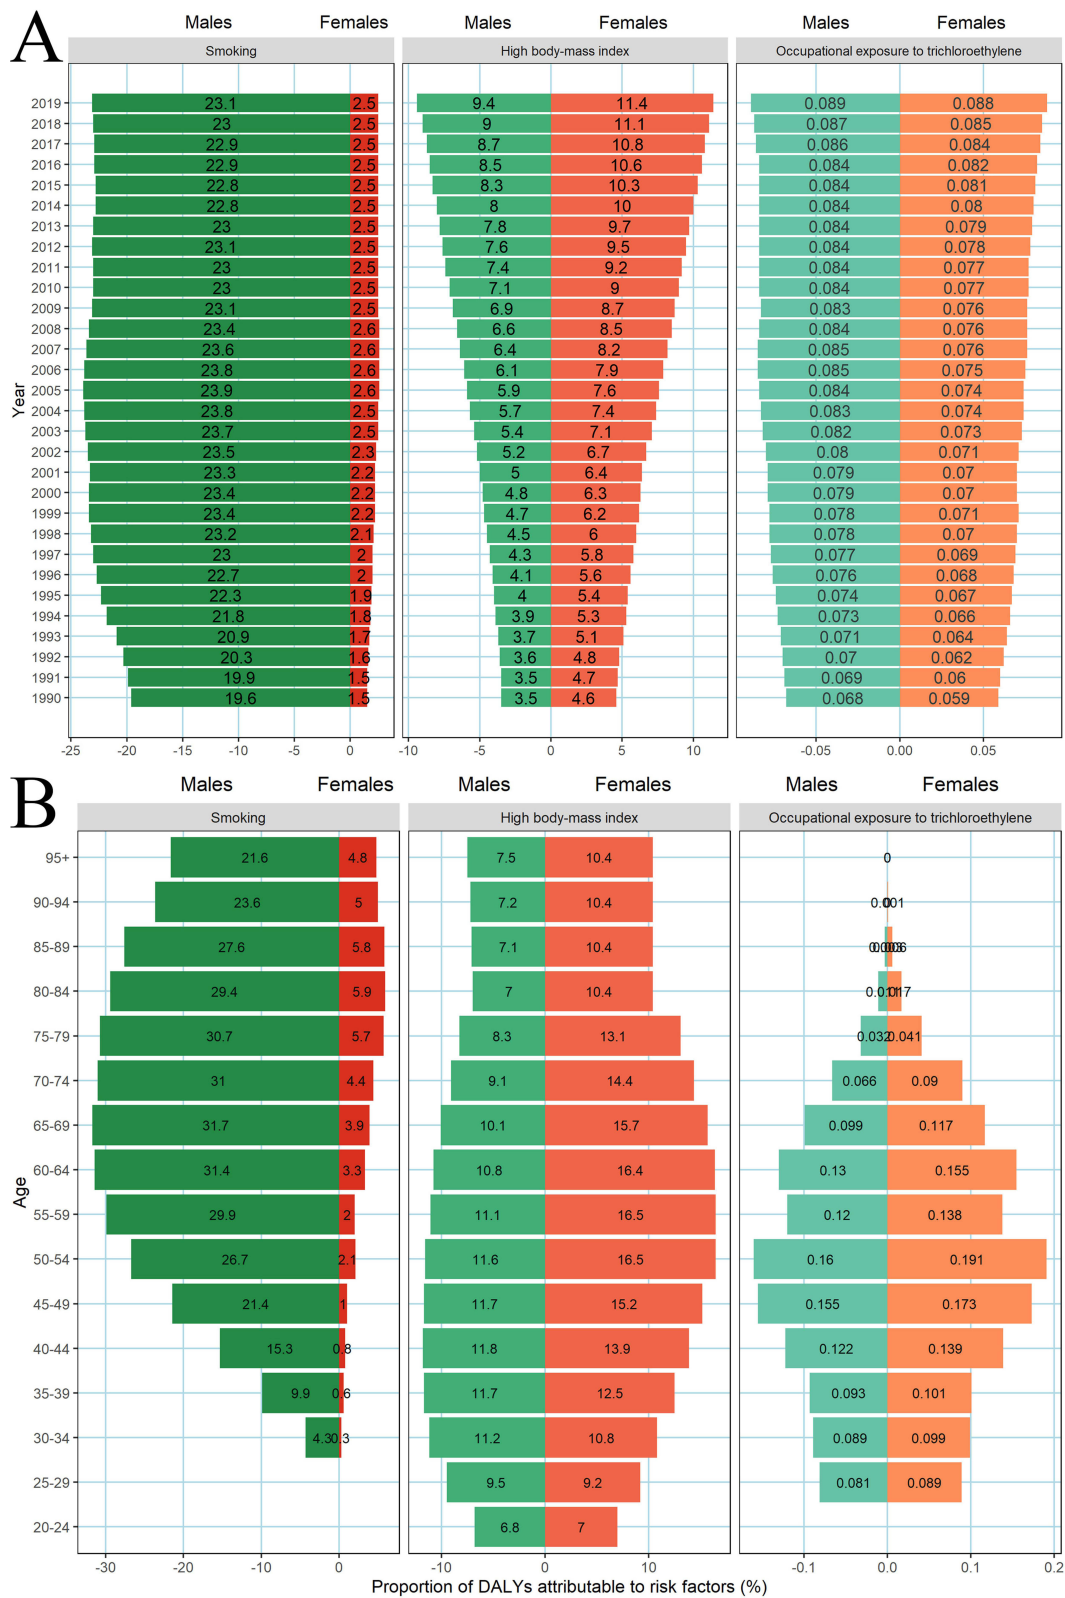 A
Males Females Males Females Males Females
Smoking High body-mass index Occupational exposure to trichloroethylene
2019 23.1 2.5 9.4 11.4 0.089 0.088
2018 23 2.5 9 11.1 0.087 0.085
2017 22.9 2.5 8.7 10.8 0.086 0.084
2016 22.9 2.5 8.5 10.6 0.084 0.082
2015 22.8 2.5 8.3 10.3 0.084 0.081
2014 22.8 2.5 8 10 0.084 0.08
2013 23 2.5 7.8 9.7 0.084 0.079
2012 23.1 2.5 7.6 9.5 0.084 0.078
2011 23 2.5 7.4 9.2 0.084 0.077
2010 23 2.5 7.1 9 0.084 0.077
2009 23.1 2.5 6.9 8.7 0.083 0.076
2008 23.4 2.6 6.6 8.5 0.084 0.076
2007 23.6 2.6 6.4 8.2 0.085 0.076
2006 23.8 2.6 6.1 7.9 0.085 0.075
2005 23.9 2.6 5.9 7.6 0.084 0.074
2004 23.8 2.5 5.7 7.4 0.083 0.074
2003 23.7 2.5 5.4 7.1 0.082 0.073
2002 23.5 2.3 5.2 6.7 0.08 0.071
2001 23.3 2.2 5 6.4 0.079 0.07
2000 23.4 2.2 4.8 6.3 0.079 0.07
1999 23.4 2.2 4.7 6.2 0.078 0.071
1998 23.2 2.1 4.5 6 0.078 0.07
1997 23 2 4.3 5.8 0.077 0.069
1996 22.7 2 4.1 5.6 0.076 0.068
1995 22.3 1.9 4 5.4 0.074 0.067
1994 21.8 1.8 3.9 5.3 0.073 0.066
1993 20.9 1.7 3.7 5.1 0.071 0.064
1992 20.3 1.6 3.6 4.8 0.07 0.062
1991 19.9 1.5 3.5 4.7 0.069 0.06
1990 19.6 1.5 3.5 4.6 0.068 0.059
Year
-25 -20 -15 -10 -5 0 -10 -5 0 5 10 -0.05 0.00 0.05
B
Males Females Males Females Males Females
Smoking High body-mass index Occupational exposure to trichloroethylene
95+ 21.6 4.8 7.5 10.4 0
90-94 23.6 5 7.2 10.4 0 0.001
85-89 27.6 5.8 7.1 10.4 0.003 0.006
80-84 29.4 5.9 7 10.4 0.011 0.017
75-79 30.7 5.7 8.3 13.1 0.032 0.041
70-74 31 4.4 9.1 14.4 0.066 0.09
65-69 31.7 3.9 10.1 15.7 0.099 0.117
60-64 31.4 3.3 10.8 16.4 0.13 0.155
55-59 29.9 2 11.1 16.5 0.12 0.138
50-54 26.7 2.1 11.6 16.5 0.16 0.191
45-49 21.4 1 11.7 15.2 0.155 0.173
40-44 15.3 0.8 11.8 13.9 0.122 0.139
35-39 9.9 0.6 11.7 12.5 0.093 0.101
30-34 4.3 0.3 11.2 10.8 0.089 0.099
25-29 9.5 9.2 0.081 0.089
20-24 6.8 7
Age
-30 -20 -10 0 -10 0 10 -0.1 0.0 0.1 0.2
Proportion of DALYs attributable to risk factors (%)